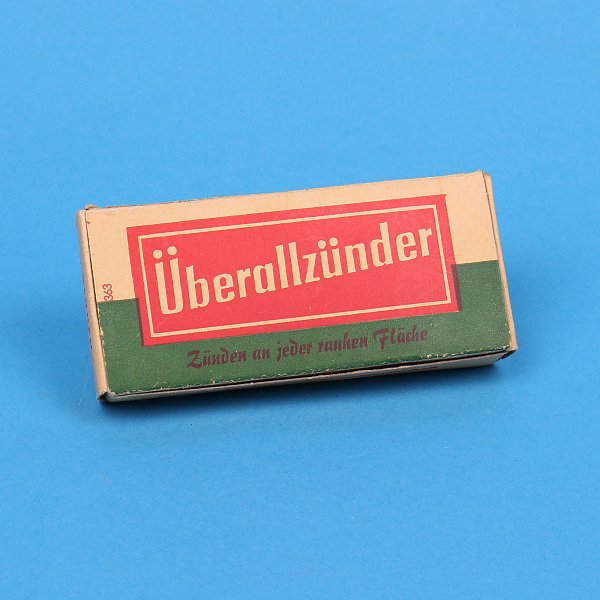 Überallzünder
Zünden an jeder rauhen Fläche
363